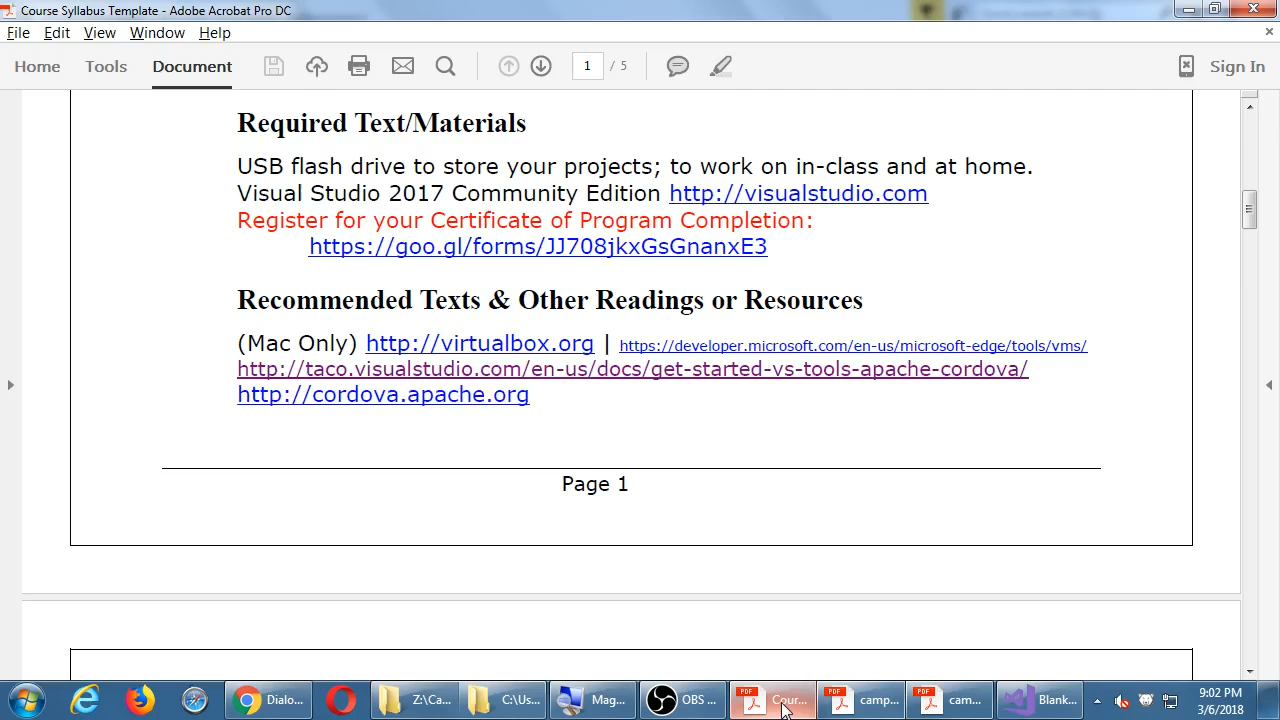 Course Syllabus Template - Adobe Acrobat Pro DC
File Edit View Window Help
Home Tools Document 1 / 5 Sign In
Required Text/Materials
USB flash drive to store your projects; to work on in-class and at home.
Visual Studio 2017 Community Edition http://visualstudio.com
Register for your Certificate of Program Completion:
https://goo.gl/forms/JJ708jkxGsGnanxE3
Recommended Texts & Other Readings or Resources
(Mac Only) http://virtualbox.org | https://developer.microsoft.com/en-us/microsoft-edge/tools/vms/
http://taco.visualstudio.com/en-us/docs/get-started-vs-tools-apache-cordova/
http://cordova.apache.org
Page 1
Dialo... Z:\Ca... C:\Us... Mag... OBS ... Cour... camp... cam... Blank... 9:02 PM
3/6/2018